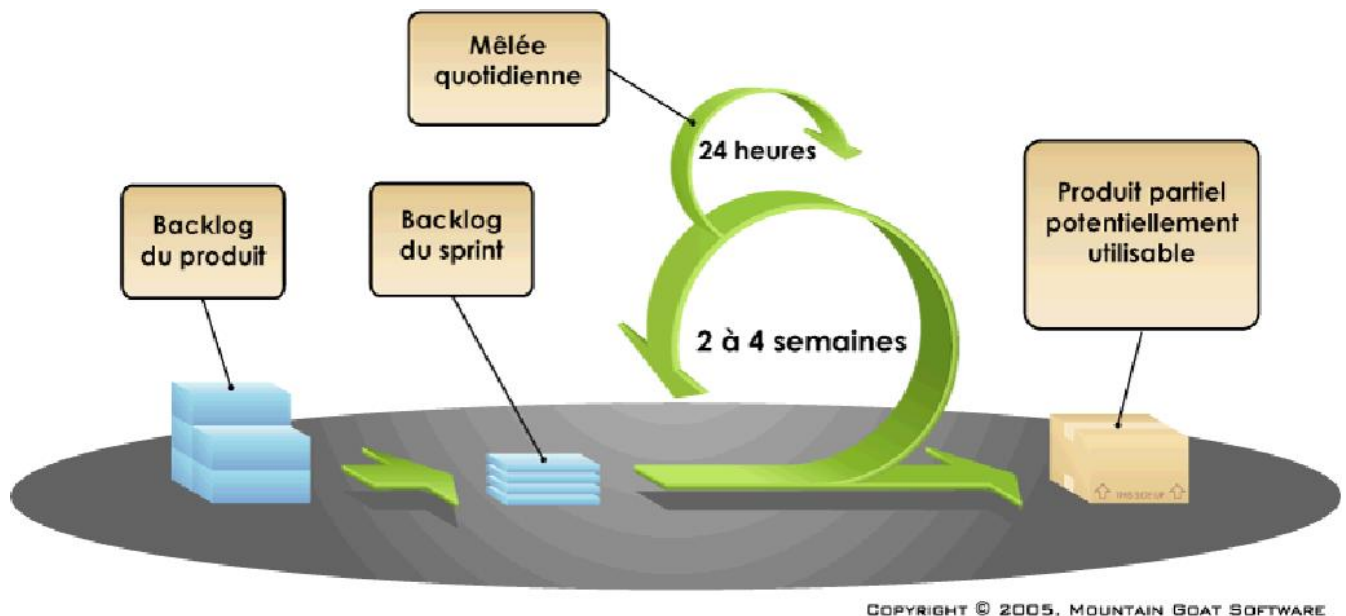 Mêlée
quotidienne
24 heures
Backlog
du produit
Backlog
du sprint
Produit partiel
potentiellement
utilisable
2 à 4 semaines
COPYRIGHT © 2005, MOUNTAIN GOAT SOFTWARE